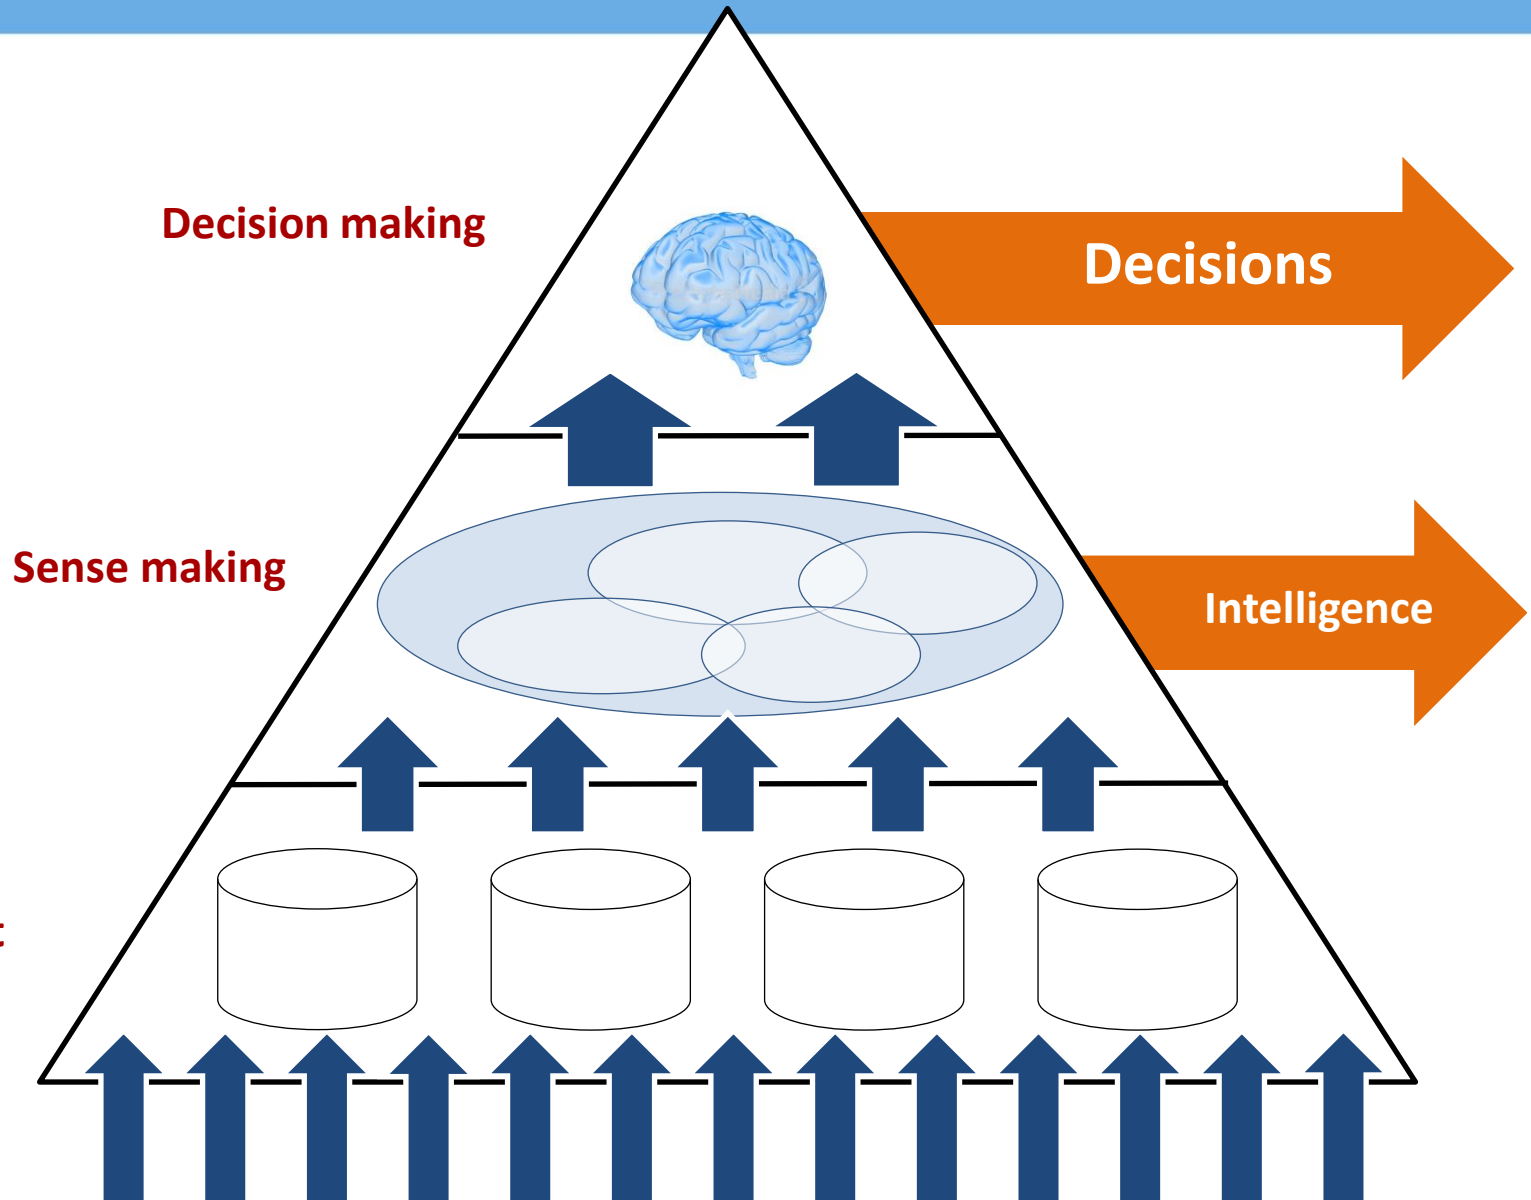 Decision making
Decisions
Sense making
Intelligence